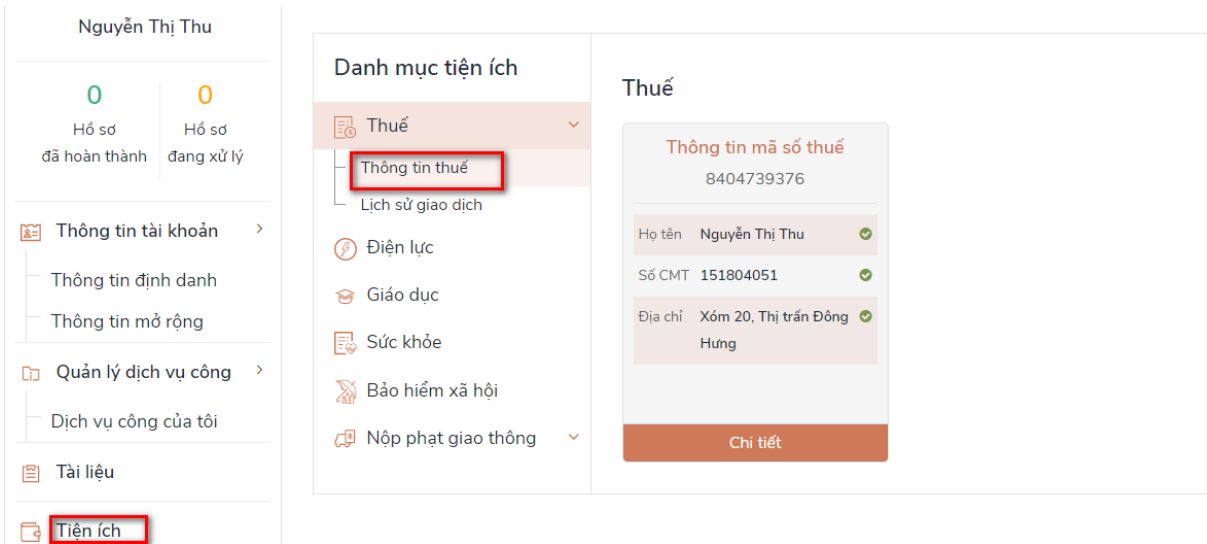 Nguyễn Thị Thu
0
0
Hồ sơ
đã hoàn thành
Hồ sơ
đang xử lý
Thông tin tài khoản
Thông tin định danh
Thông tin mở rộng
Quản lý dịch vụ công
Dịch vụ công của tôi
Tài liệu
Tiện ích
Danh mục tiện ích
Thuế
Thông tin thuế
Lịch sử giao dịch
Điện lực
Giáo dục
Sức khỏe
Bảo hiểm xã hội
Nộp phạt giao thông
Thuế
Thông tin mã số thuế
8404739376
Họ tên Nguyễn Thị Thu
Số CMT 151804051
Địa chỉ Xóm 20, Thị trấn Đông
Hưng
Chi tiết